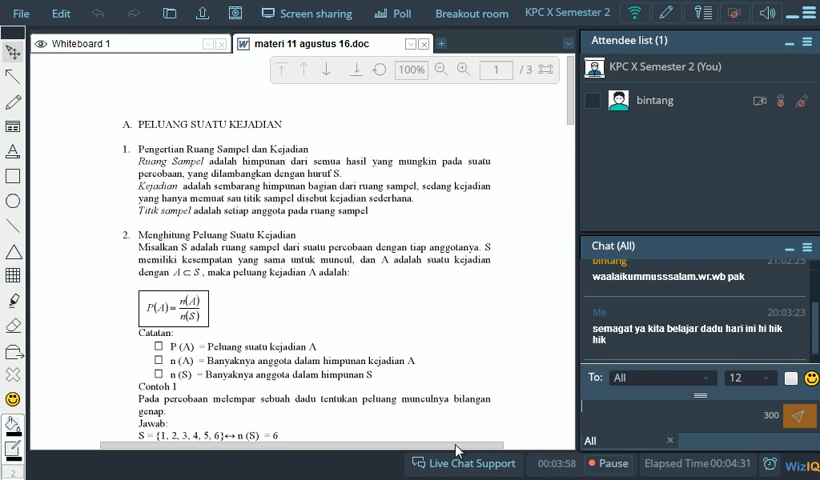 File Edit Screen sharing Poll Breakout room KPC X Semester 2
Whiteboard 1
materi 11 agustus 16.doc
100% 1 / 3
A. PELUANG SUATU KEJADIAN
1. Pengertian Ruang Sampel dan Kejadian
Ruang Sampel adalah himpunan dari semua hasil yang mungkin pada suatu
percobaan, yang dilambangkan dengan huruf S.
Kejadian adalah sembarang himpunan bagian dari ruang sampel, sedang kejadian
yang hanya memuat sau titik sampel disebut kejadian sederhana.
Titik sampel adalah setiap anggota pada ruang sampel
2. Menghitung Peluang Suatu Kejadian
Misalkan S adalah ruang sampel dari suatu percobaan dengan tiap anggotanya. S
memiliki kesempatan yang sama untuk muncul, dan A adalah suatu kejadian
dengan A ⊂ S , maka peluang kejadian A adalah:
P(A)= n(A)
n(S)
Catatan:
☐ P (A) = Peluang suatu kejadian A
☐ n (A) = Banyaknya anggota dalam himpunan kejadian A
☐ n (S) = Banyaknya anggota dalam himpunan S
Contoh 1
Pada percobaan melempar sebuah dadu tentukan peluang munculnya bilangan
genap.
Jawab:
S = {1, 2, 3, 4, 5, 6}↔ n (S) = 6
Attendee list (1)
KPC X Semester 2 (You)
bintang
Chat (All)
bintang 21:02:25
waalaikummusssalam.wr.wb pak
Me 20:03:23
semagat ya kita belajar dadu hari ini hi hik
hik
To: All 12
300
All x
Live Chat Support 00:03:58 Pause Elapsed Time 00:04:31 WizIQ
2